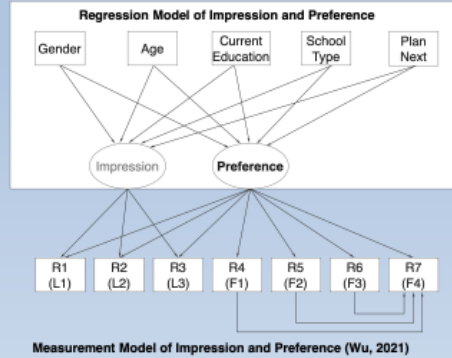 Regression Model of Impression and Preference
Gender
Age
Current
Education
School
Type
Plan
Next
Impression
Preference
R1
(L1)
R2
(L2)
R3
(L3)
R4
(F1)
R5
(F2)
R6
(F3)
R7
(F4)
Measurement Model of Impression and Preference (Wu, 2021)